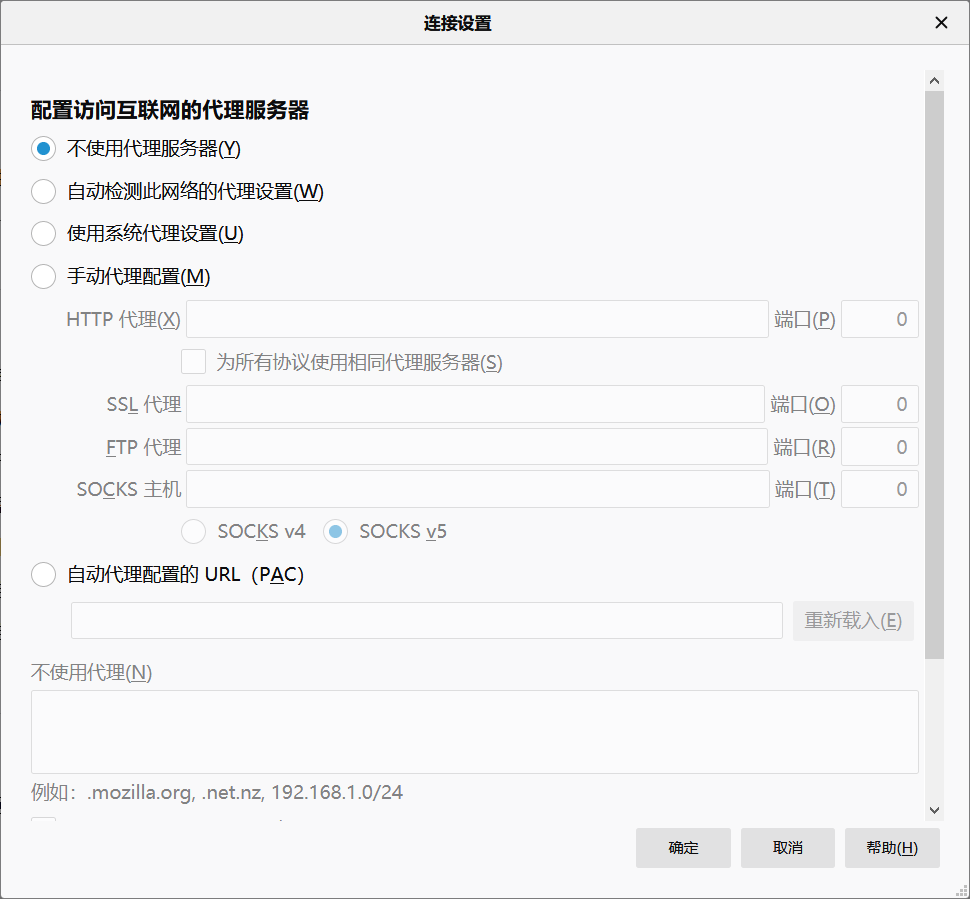 连接设置
配置访问互联网的代理服务器
不使用代理服务器(Y)
自动检测此网络的代理设置(W)
使用系统代理设置(U)
手动代理配置(M)
HTTP 代理(X) 端口(P) 0
为所有协议使用相同代理服务器(S)
SSL 代理 端口(O) 0
FTP 代理 端口(R) 0
SOCKS 主机 端口(T) 0
SOCKS v4 SOCKS v5
自动代理配置的 URL（PAC）
重新载入(E)
不使用代理(N)
例如：.mozilla.org, .net.nz, 192.168.1.0/24
确定 取消 帮助(H)